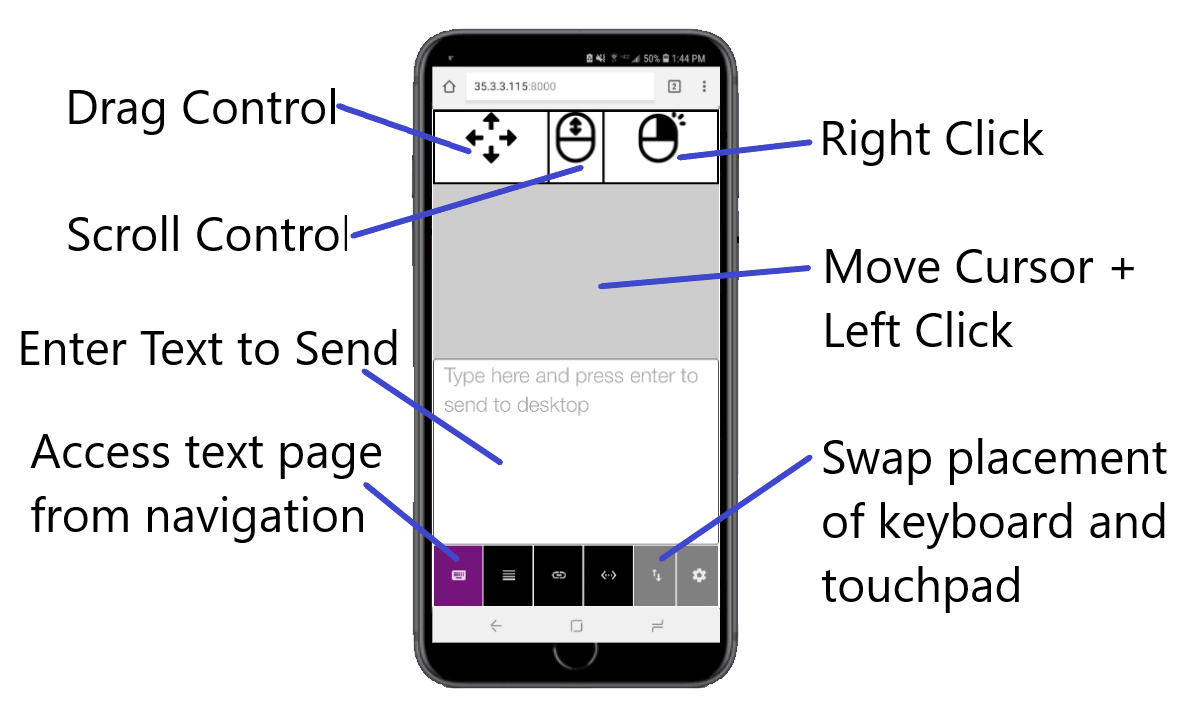 50% 1:44 PM
35.3.3.115:8000
2
Drag Control
Right Click
Scroll Control
Move Cursor +
Left Click
Enter Text to Send
Type here and press enter to
send to desktop
Access text page
from navigation
Swap placement
of keyboard and
touchpad